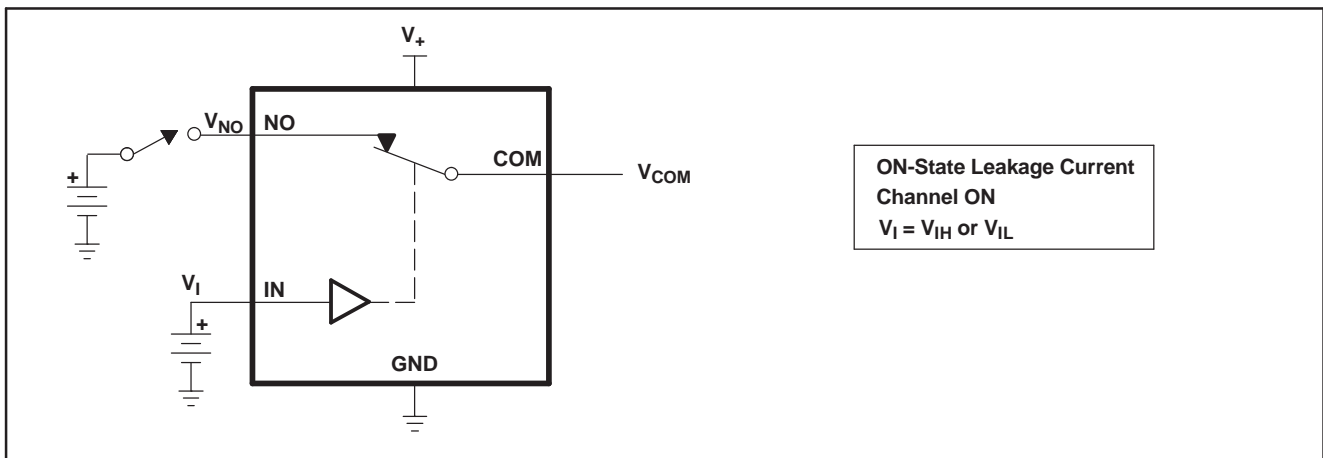 V+
VNO NO
COM
VCOM
+
VI IN
+
GND
ON-State Leakage Current
Channel ON
VI = VIH or VIL